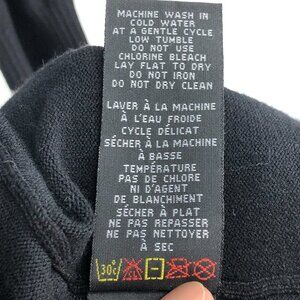 MACHINE WASH IN
COLD WATER
AT A GENTLE CYCLE
LOW TUMBLE
DO NOT USE
CHLORINE BLEACH
LAY FLAT TO DRY
DO NOT IRON
DO NOT DRY CLEAN
LAVER À LA MACHINE
À L'EAU FROIDE
CYCLE DÉLICAT
SÉCHER À LA MACHINE
À BASSE
TEMPÉRATURE
PAS DE CHLORE
NI D'AGENT
DE BLANCHIMENT
SÉCHER À PLAT
NE PAS REPASSER
NE PAS NETTOYER
À SEC
30°C